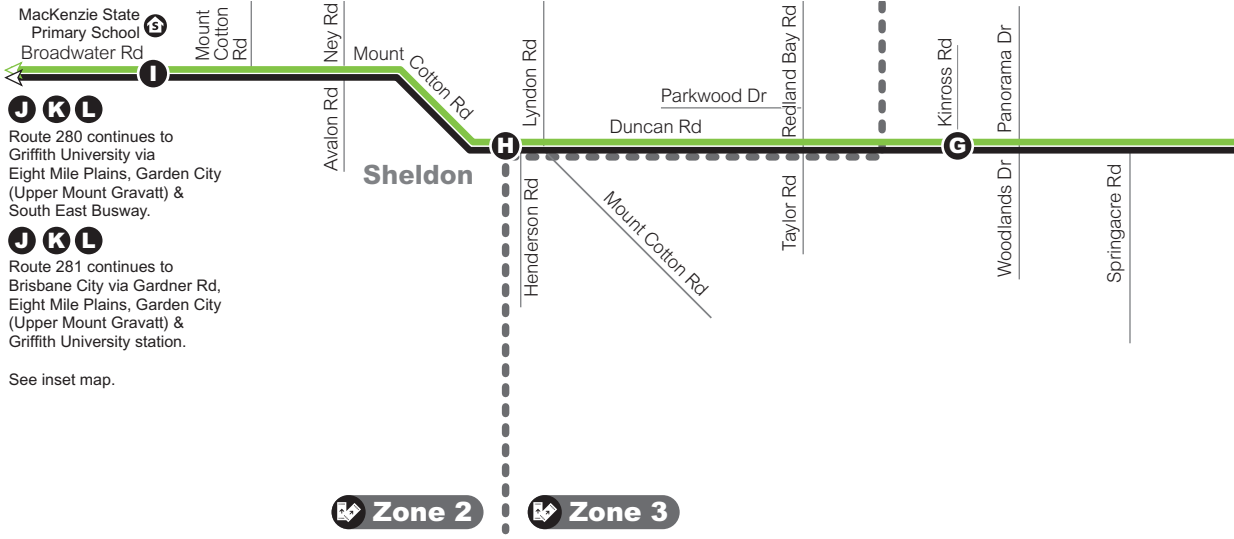 MacKenzie State
Primary School
S
Broadwater Rd
Mount
Cotton
Rd
Ney Rd
Mount
Cotton Rd
Lyndon Rd
Parkwood Dr
Duncan Rd
Redland Bay Rd
Kinross Rd
Panorama Dr
I
H
G
J K L
Route 280 continues to
Griffith University via
Eight Mile Plains, Garden City
(Upper Mount Gravatt) &
South East Busway.
Avalon Rd
Sheldon
Henderson Rd
Mount Cotton Rd
Taylor Rd
Woodlands Dr
Springacre Rd
J K L
Route 281 continues to
Brisbane City via Gardner Rd,
Eight Mile Plains, Garden City
(Upper Mount Gravatt) &
Griffith University station.
See inset map.
Zone 2
Zone 3